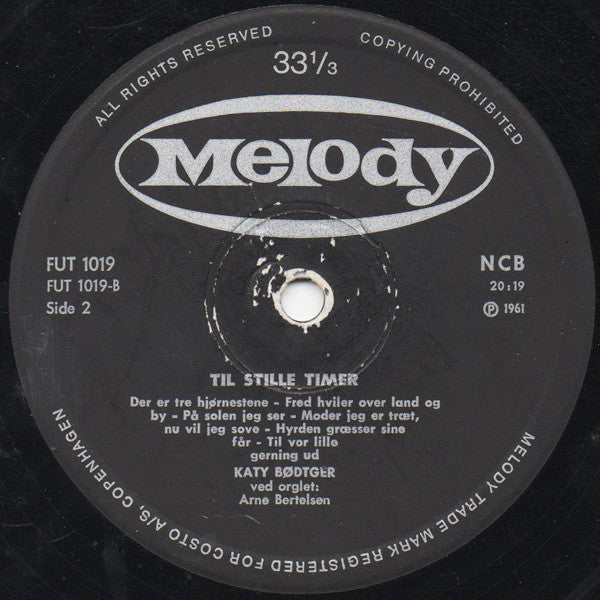 ALL RIGHTS RESERVED
COPYING PROHIBITED
33 1/3
Melody
FUT 1019
FUT 1019-B
Side 2
NCB
20:19
Ⓟ 1961
TIL STILLE TIMER
Der er tre hjørnestene - Fred hviler over land og
by - På solen jeg ser - Moder jeg er træt,
nu vil jeg sove - Hyrden græsser sine
får - Til vor lille
gerning ud
KATY BØDTGER
ved orglet:
Arne Bertelsen
MELODY TRADE MARK REGISTERED FOR COSTO A/S, COPENHAGEN